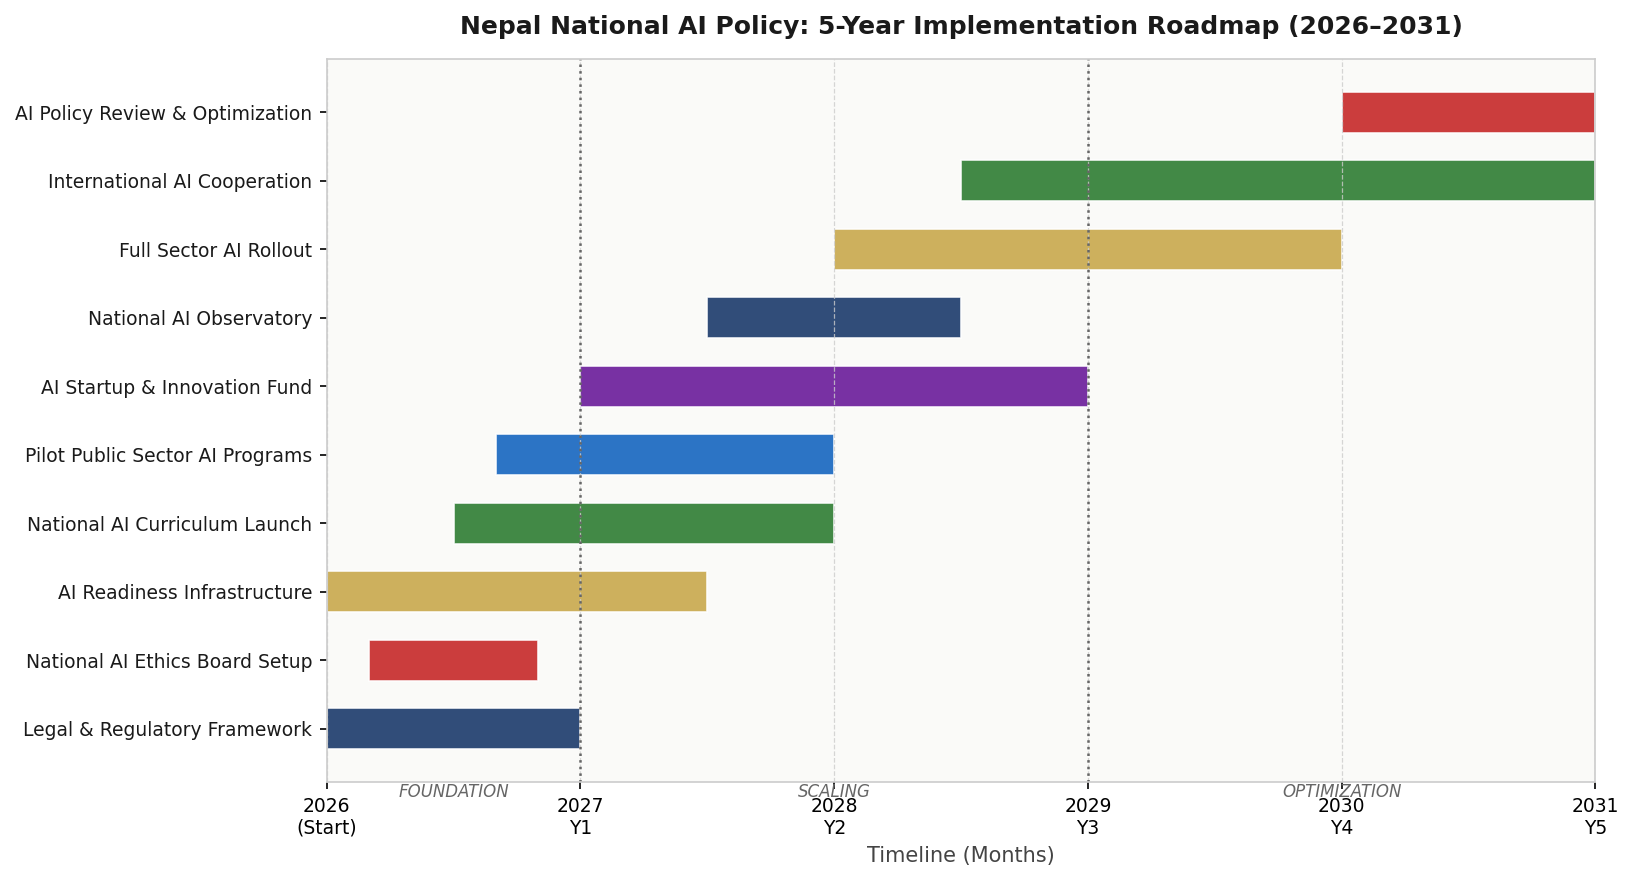 Nepal National AI Policy: 5-Year Implementation Roadmap (2026–2031)
AI Policy Review & Optimization
International AI Cooperation
Full Sector AI Rollout
National AI Observatory
AI Startup & Innovation Fund
Pilot Public Sector AI Programs
National AI Curriculum Launch
AI Readiness Infrastructure
National AI Ethics Board Setup
Legal & Regulatory Framework
FOUNDATION SCALING OPTIMIZATION
2026 2027 2028 2029 2030 2031
(Start) Y1 Y2 Y3 Y4 Y5
Timeline (Months)